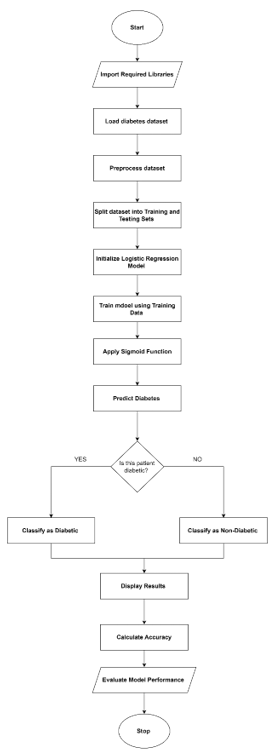 Start
Import Required Libraries
Load diabetes dataset
Preprocess dataset
Split dataset into Training and
Testing Sets
Initialize Logistic Regression
Model
Train mdoel using Training
Data
Apply Sigmoid Function
Predict Diabetes
Is this patient
diabetic?
YES
NO
Classify as Diabetic
Classify as Non-Diabetic
Display Results
Calculate Accuracy
Evaluate Model Performance
Stop